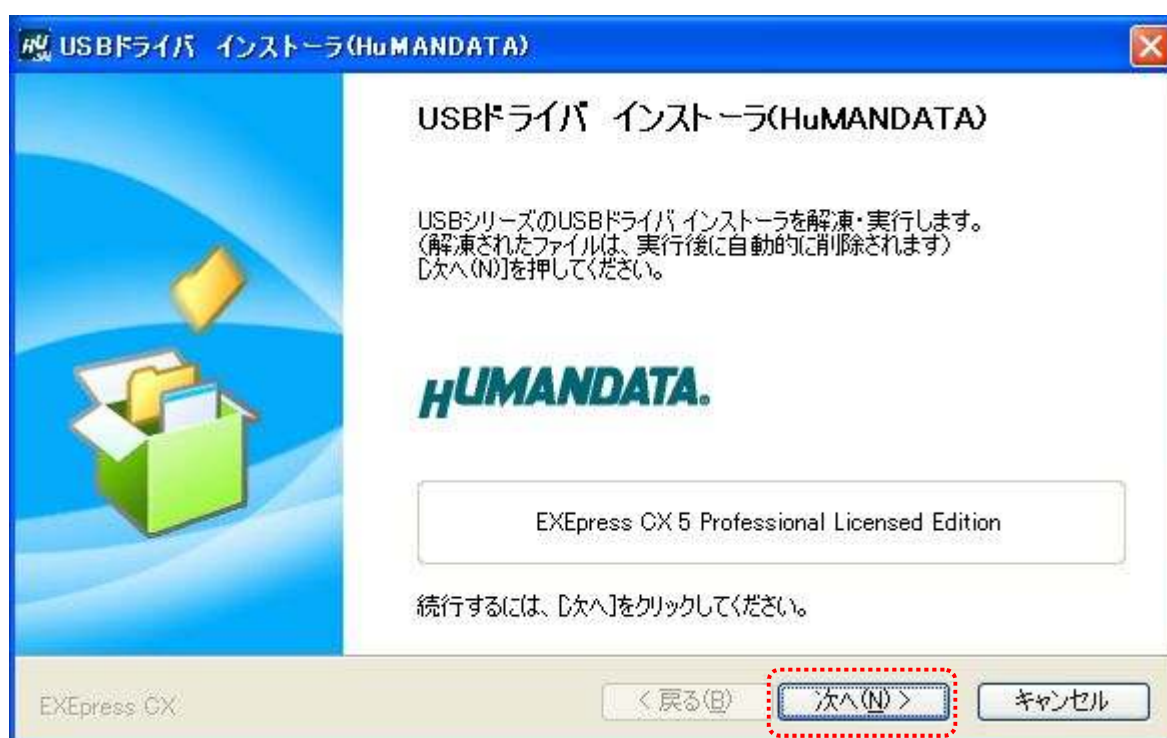 USBドライバ インストーラ(HuMANDATA)
USBドライバ インストーラ(HuMANDATA)
USBシリーズのUSBドライバ インストーラを解凍・実行します。
(解凍されたファイルは、実行後に自動的に削除されます)
[次へ(N)]を押してください。
HUMANDATA.
EXEpress CX 5 Professional Licensed Edition
続行するには、[次へ]をクリックしてください。
EXEpress CX
< 戻る(B)
次へ(N) >
キャンセル